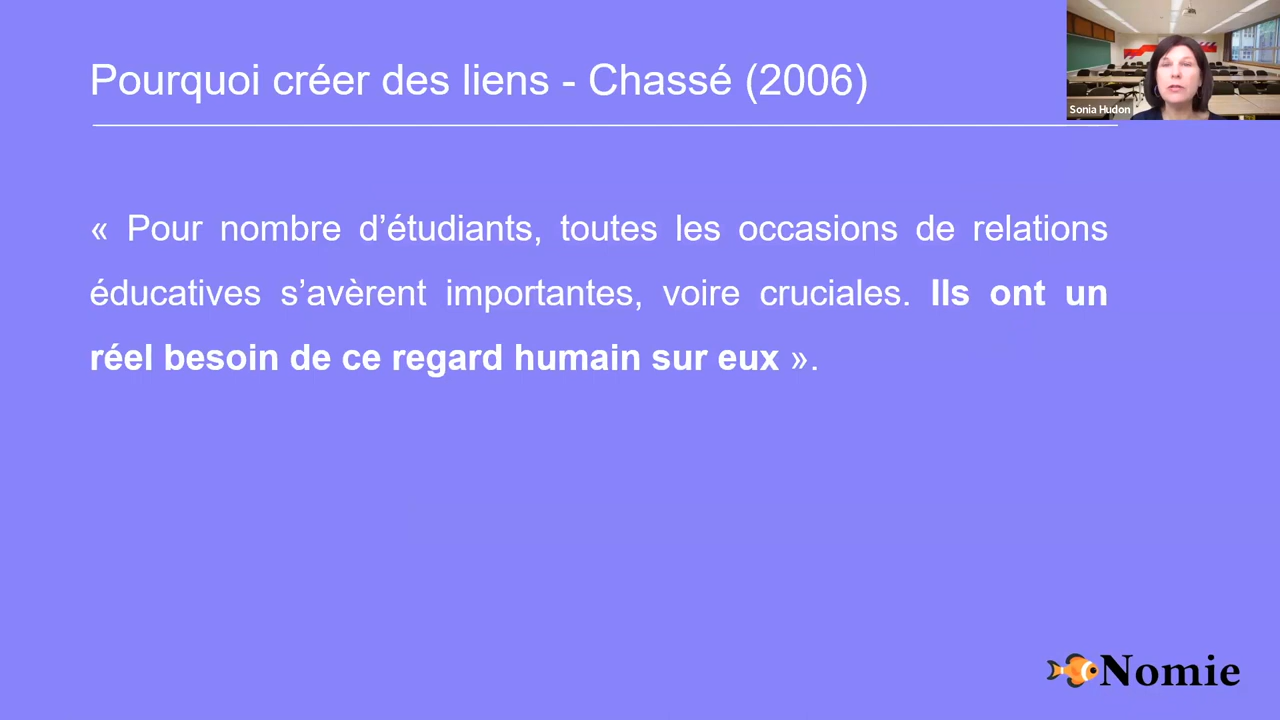 Pourquoi créer des liens - Chassé (2006)
Sonia Hudon
« Pour nombre d’étudiants, toutes les occasions de relations
éducatives s’avèrent importantes, voire cruciales. Ils ont un
réel besoin de ce regard humain sur eux ».
Nomie